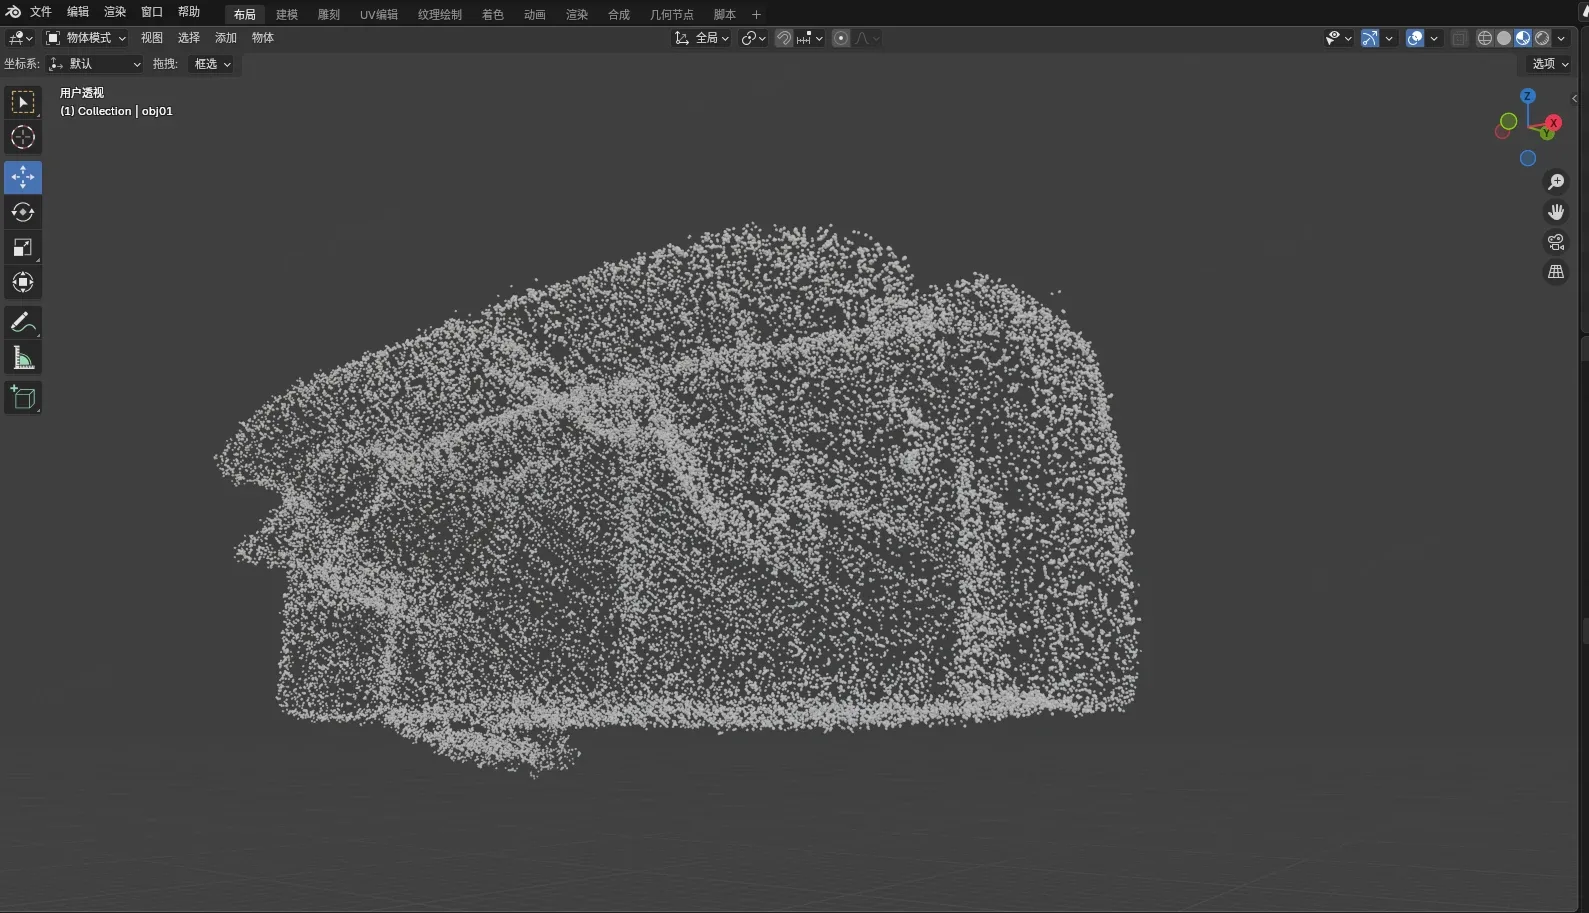 文件 编辑 渲染 窗口 帮助 布局 建模 雕刻 UV编辑 纹理绘制 着色 动画 渲染 合成 几何节点 脚本 +
物体模式 视图 选择 添加 物体 全局
坐标系: 默认 拖拽: 框选 选项
用户透视
(1) Collection | obj01
Z
X
Y